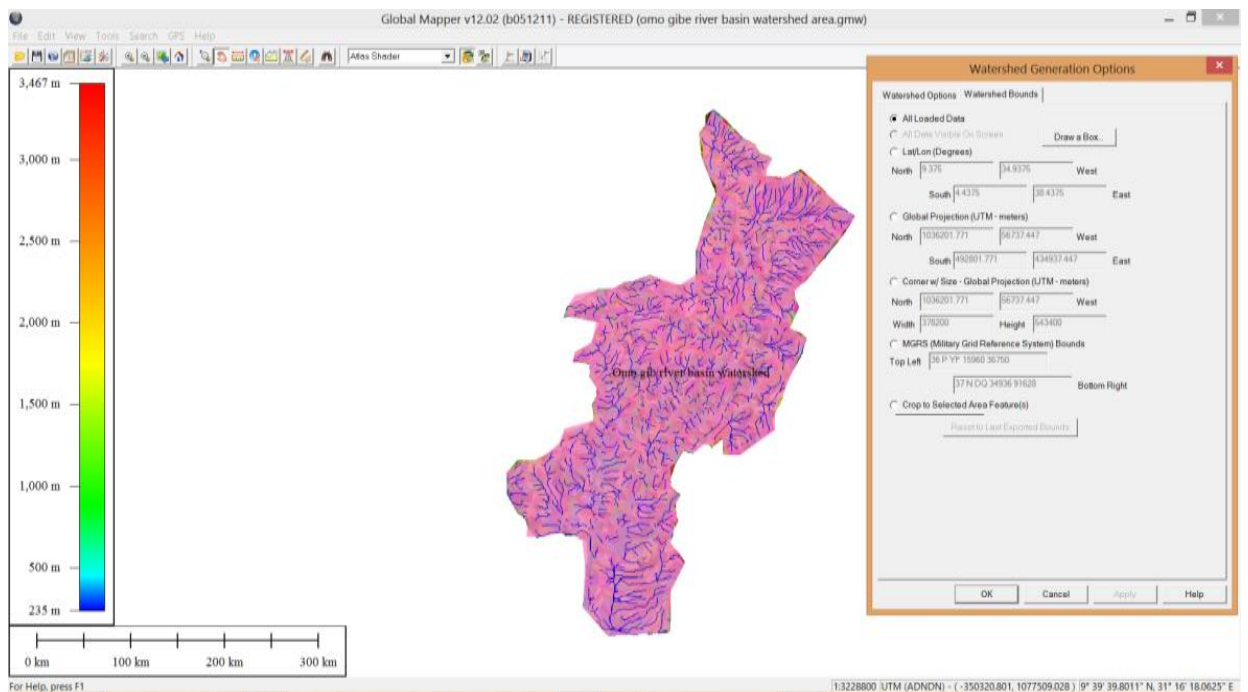 Global Mapper v12.02 (b051211) - REGISTERED (omo gibe river basin watershed area.gmw)
File Edit View Tools Search GPS Help
Atlas Shader
3,467 m
3,000 m
2,500 m
2,000 m
1,500 m
1,000 m
500 m
235 m
0 km 100 km 200 km 300 km
Omo gib river basin watershed
Watershed Generation Options
Watershed Options Watershed Bounds
All Loaded Data
All Data Visible On Screen Draw a Box...
Lat/Lon (Degrees)
North 9.375 34.9375 West
South 4.4375 38.4375 East
Global Projection (UTM - meters)
North 1036201.771 56737.447 West
South 492801.771 434937.447 East
Corner w/ Size - Global Projection (UTM - meters)
North 1036201.771 56737.447 West
Width 378200 Height 543400
MGRS (Military Grid Reference System) Bounds
Top Left 36 P YP 15960 36750
37 N DQ 34936 91628 Bottom Right
Crop to Selected Area Feature(s)
Reset to Last Exported Bounds
OK Cancel Apply Help
For Help, press F1
1:3228800 UTM (ADNDN) - ( -350320.801, 1077509.028 ) 9° 39' 39.8011" N, 31° 16' 18.0625" E